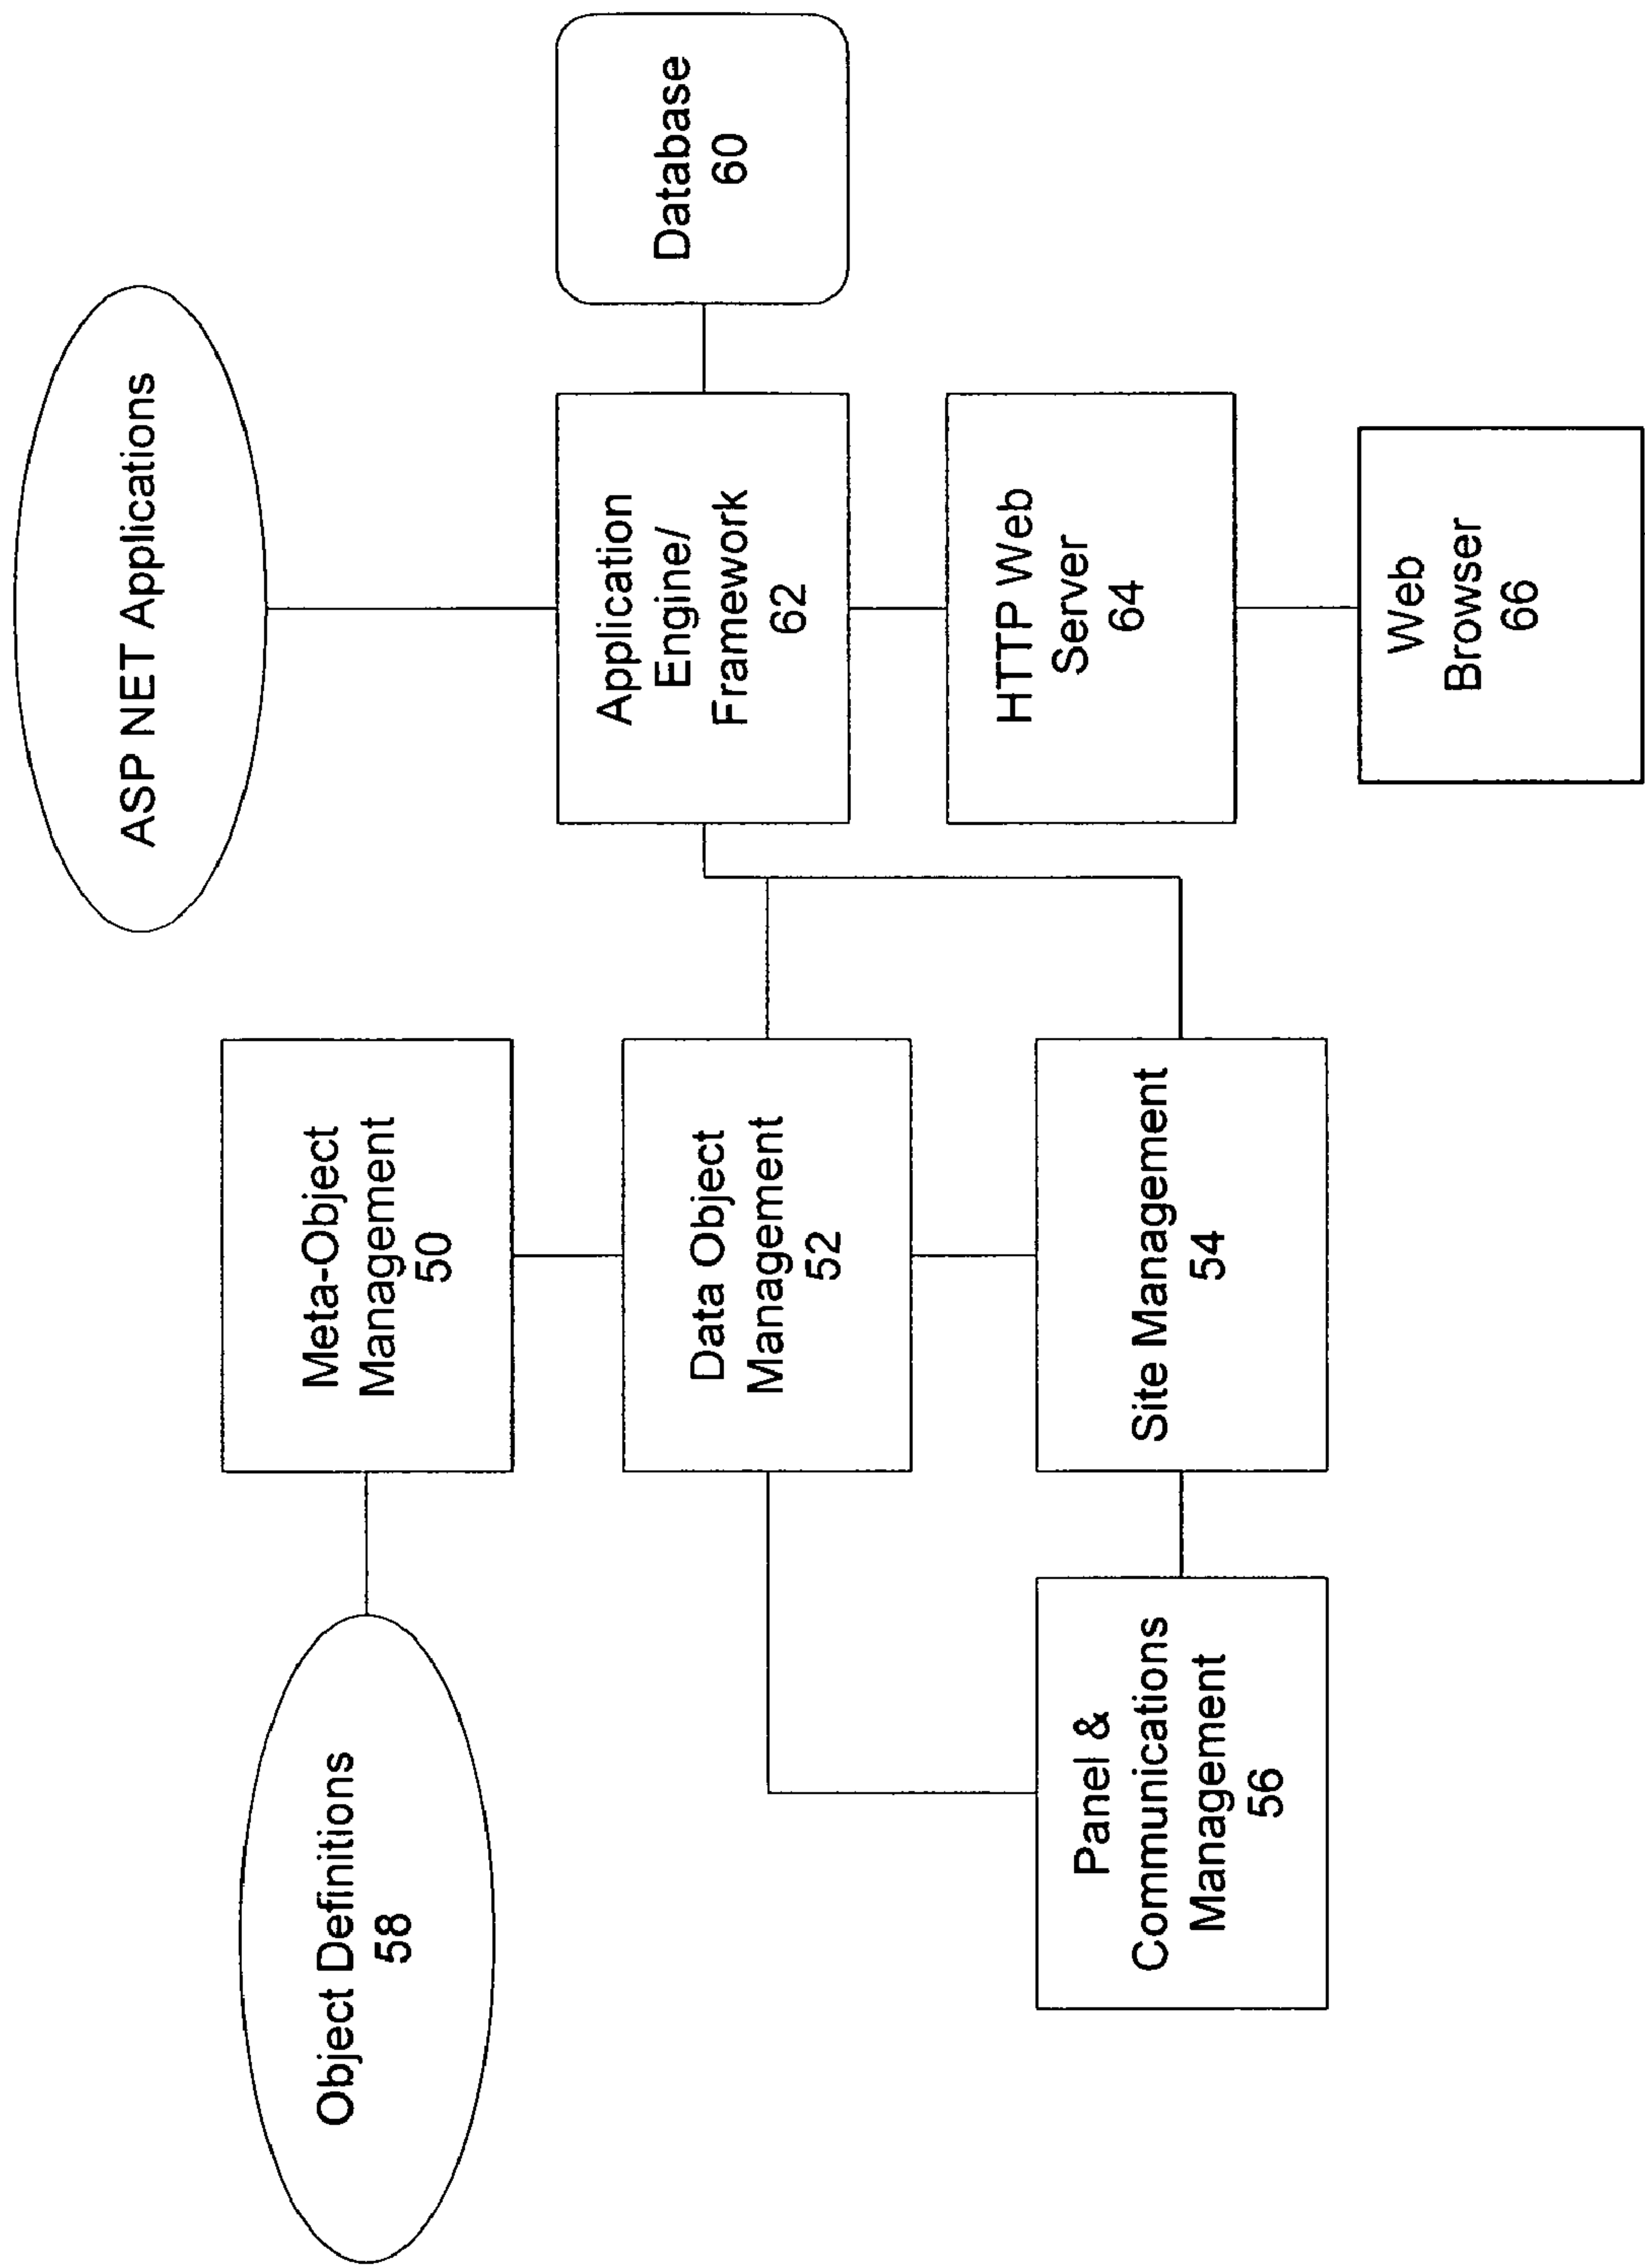 Object Definitions
58
Meta-Object
Management
50
ASP NET Applications
Panel &
Communications
Management
56
Data Object
Management
52
Site Management
54
Application
Engine/
Framework
62
Database
60
HTTP Web
Server
64
Web
Browser
66